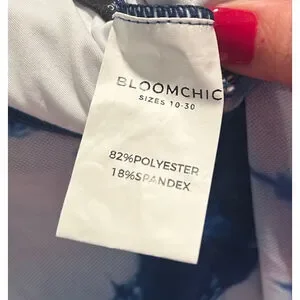 BLOOMCHIC
SIZES 10-30
82%POLYESTER
18%SPANDEX